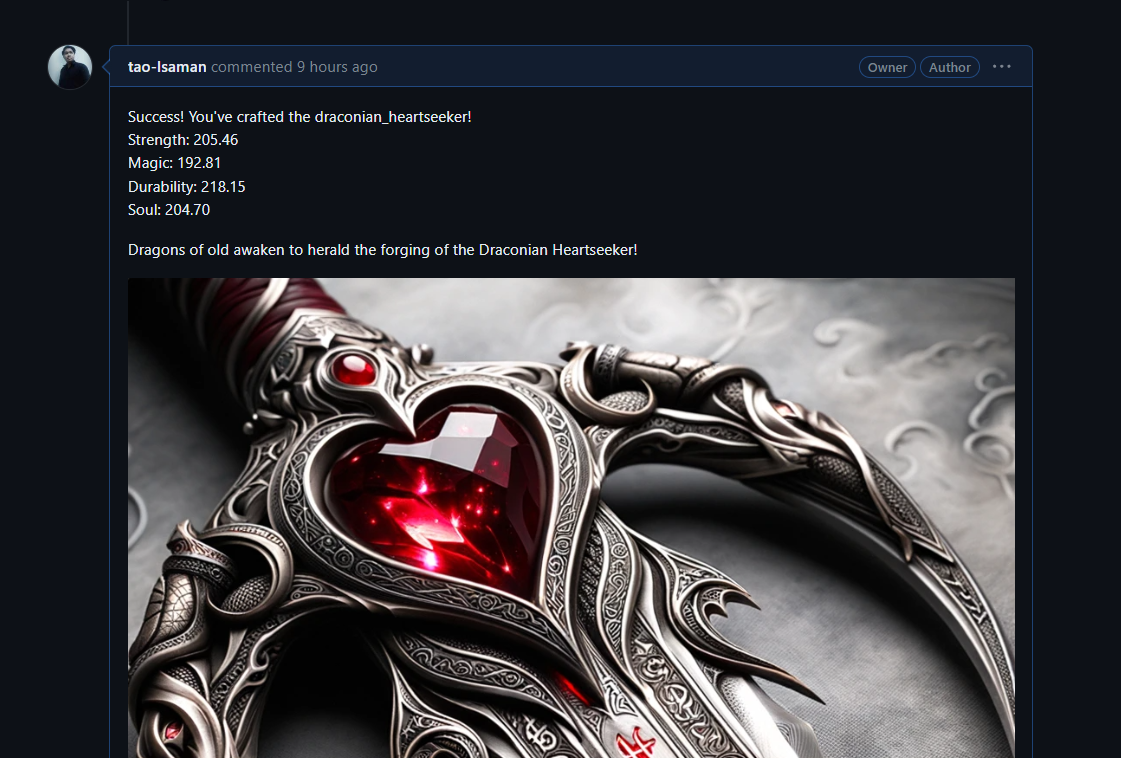 tao-lsaman commented 9 hours ago Owner Author
Success! You've crafted the draconian_heartseeker!
Strength: 205.46
Magic: 192.81
Durability: 218.15
Soul: 204.70
Dragons of old awaken to herald the forging of the Draconian Heartseeker!